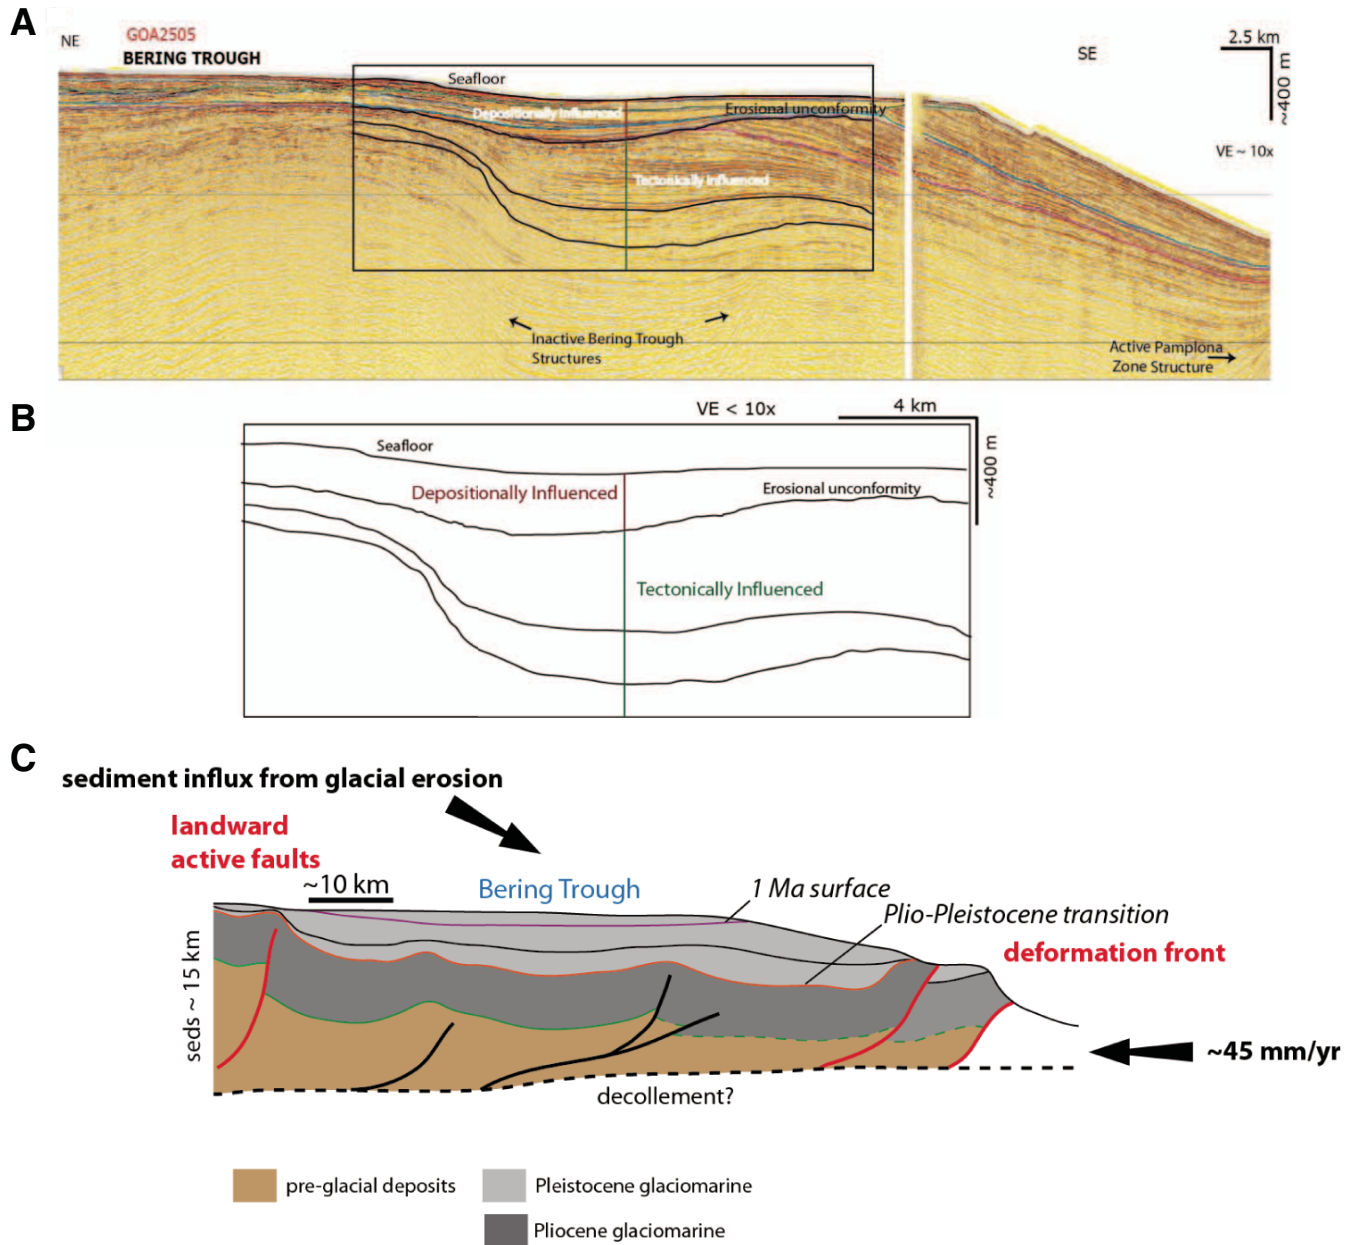 A
NE
GOA2505
BERING TROUGH
Seafloor
SE
2.5 km
~400 m
VE ~ 10x
Depositionally Influenced
Erosional unconformity
Tectonically Influenced
Inactive Bering Trough
Structures
Active Pamplona
Zone Structure
B
VE < 10x
4 km
~400 m
Seafloor
Depositionally Influenced
Erosional unconformity
Tectonically Influenced
C
sediment influx from glacial erosion
landward
active faults
~10 km
Bering Trough
1 Ma surface
Plio-Pleistocene transition
deformation front
seds ~ 15 km
~45 mm/yr
decollement?
pre-glacial deposits
Pleistocene glaciomarine
Pliocene glaciomarine